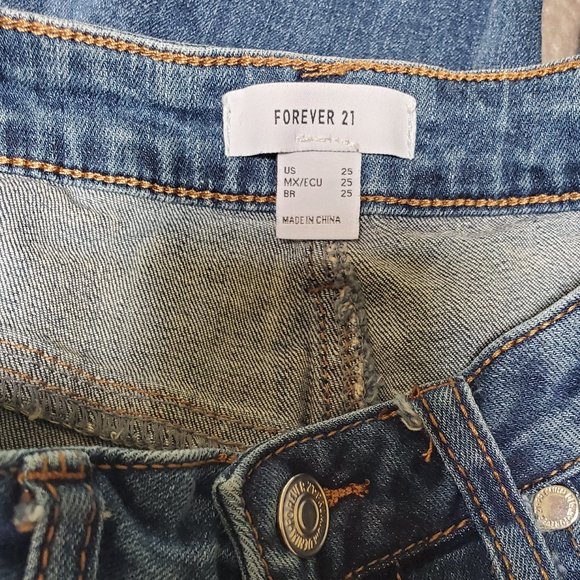 FOREVER 21
US 25
MX/ECU 25
BR 25
MADE IN CHINA